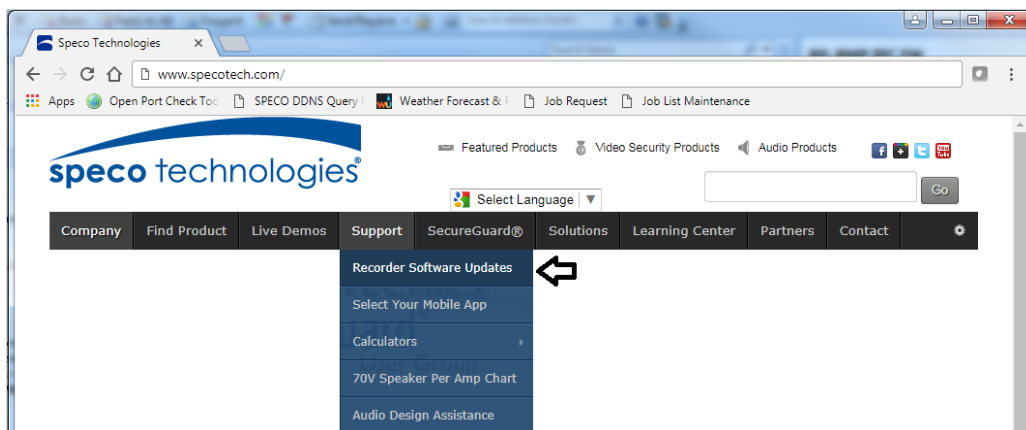 Speco Technologies
www.specotech.com/
Apps Open Port Check Too SPECO DDNS Query Weather Forecast & F Job Request Job List Maintenance
speco technologies®
Featured Products Video Security Products Audio Products
Select Language ▼
Go
Company Find Product Live Demos Support SecureGuard® Solutions Learning Center Partners Contact
Recorder Software Updates
Select Your Mobile App
Calculators
User Group
70V Speaker Per Amp Chart
Audio Design Assistance